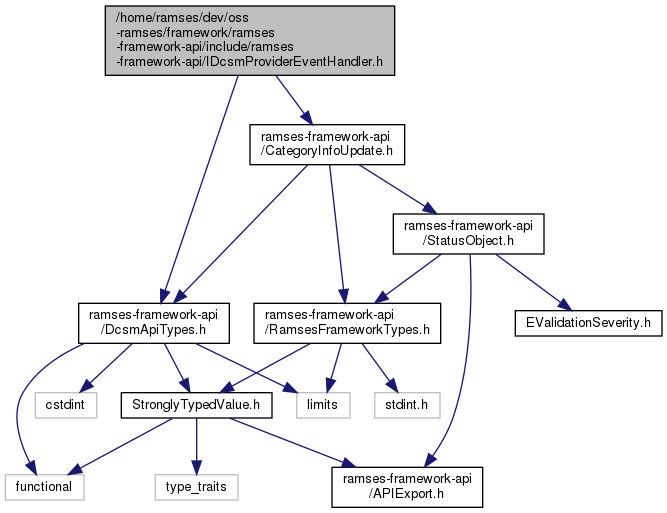 /home/ramses/dev/oss
-ramses/framework/ramses
-framework-api/include/ramses
-framework-api/IDcsmProviderEventHandler.h
ramses-framework-api
/CategoryInfoUpdate.h
ramses-framework-api
/StatusObject.h
ramses-framework-api
/DcsmApiTypes.h
ramses-framework-api
/RamsesFrameworkTypes.h
EValidationSeverity.h
cstdint
StronglyTypedValue.h
limits
stdint.h
functional
type_traits
ramses-framework-api
/APIExport.h